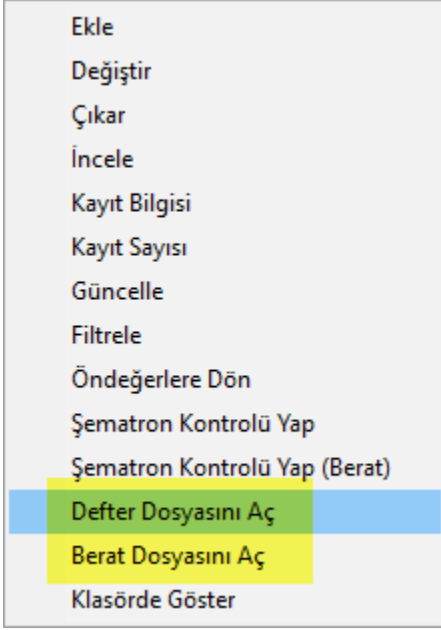 Ekle
Değiştir
Çıkar
İncele
Kayıt Bilgisi
Kayıt Sayısı
Güncelle
Filtrele
Öndeğerlere Dön
Şematron Kontrolü Yap
Şematron Kontrolü Yap (Berat)
Defter Dosyasını Aç
Berat Dosyasını Aç
Klasörde Göster